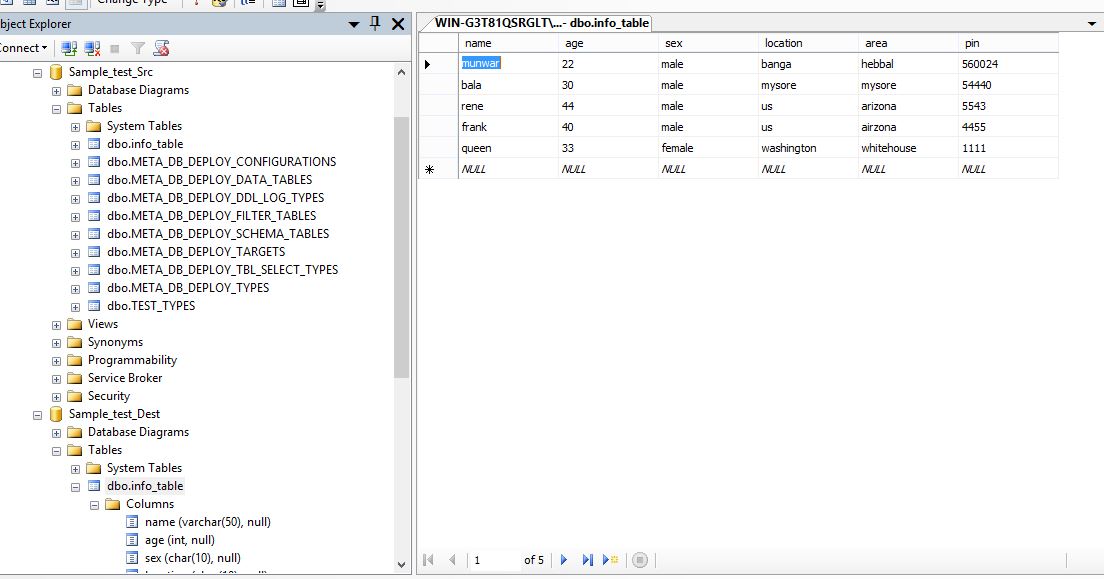 Change Type
bject Explorer
onnect
Sample_test_Src
Database Diagrams
Tables
System Tables
dbo.info_table
dbo.META_DB_DEPLOY_CONFIGURATIONS
dbo.META_DB_DEPLOY_DATA_TABLES
dbo.META_DB_DEPLOY_DDL_LOG_TYPES
dbo.META_DB_DEPLOY_FILTER_TABLES
dbo.META_DB_DEPLOY_SCHEMA_TABLES
dbo.META_DB_DEPLOY_TARGETS
dbo.META_DB_DEPLOY_TBL_SELECT_TYPES
dbo.META_DB_DEPLOY_TYPES
dbo.TEST_TYPES
Views
Synonyms
Programmability
Service Broker
Security
Sample_test_Dest
Database Diagrams
Tables
System Tables
dbo.info_table
Columns
name (varchar(50), null)
age (int, null)
sex (char(10), null)
WIN-G3T81QSRGLT\...- dbo.info_table
name age sex location area pin
munwar 22 male banga hebbal 560024
bala 30 male mysore mysore 54440
rene 44 male us arizona 5543
frank 40 male us airzona 4455
queen 33 female washington whitehouse 1111
NULL NULL NULL NULL NULL NULL
1 of 5